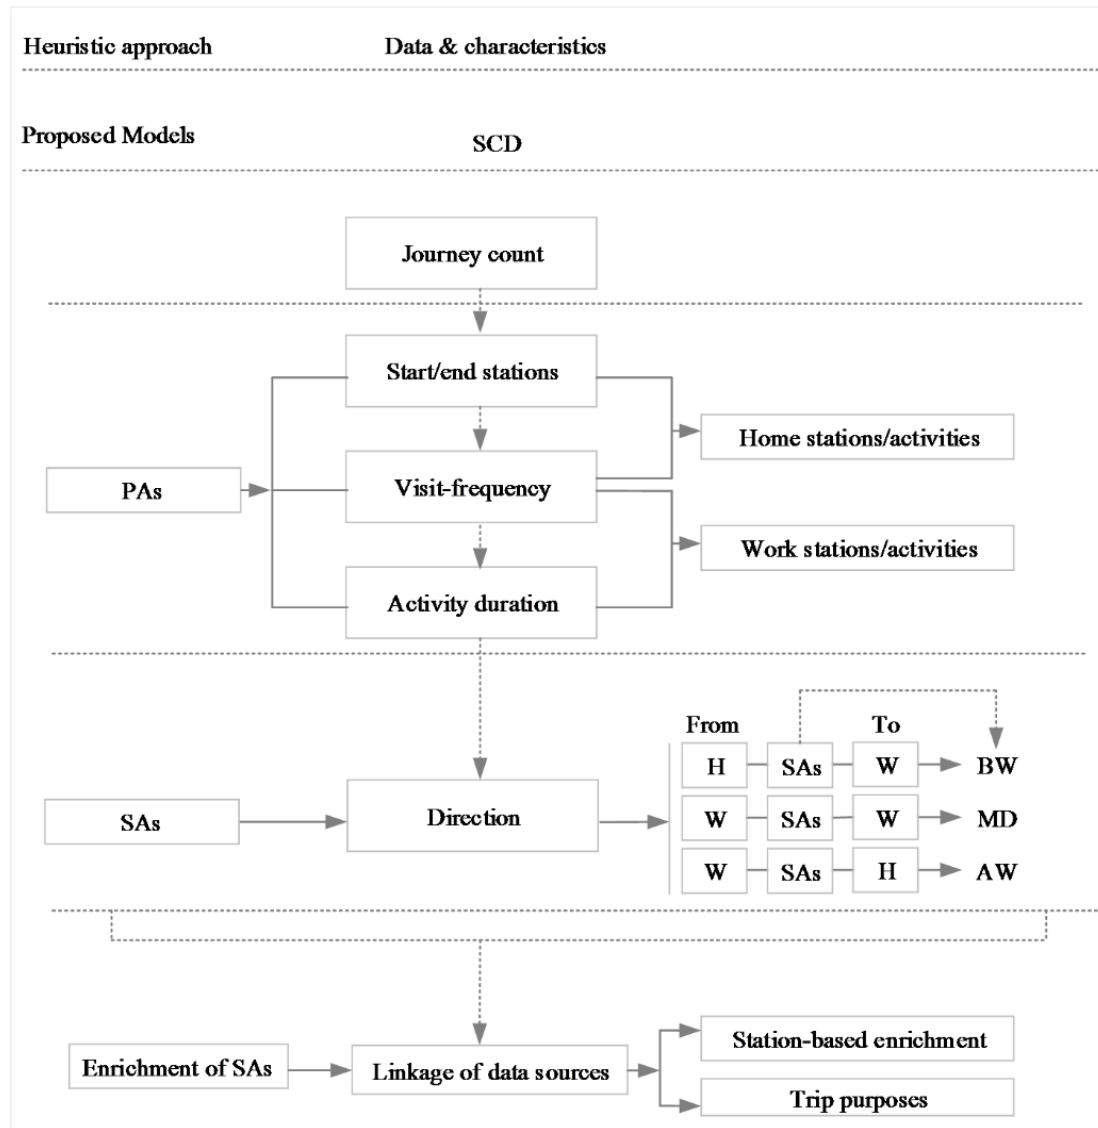 Heuristic approach Data & characteristics
Proposed Models SCD
Journey count
Start/end stations
Home stations/activities
PAs Visit-frequency
Work stations/activities
Activity duration
From To
H SAs W BW
SAs Direction W SAs W MD
W SAs H AW
Station-based enrichment
Enrichment of SAs Linkage of data sources
Trip purposes